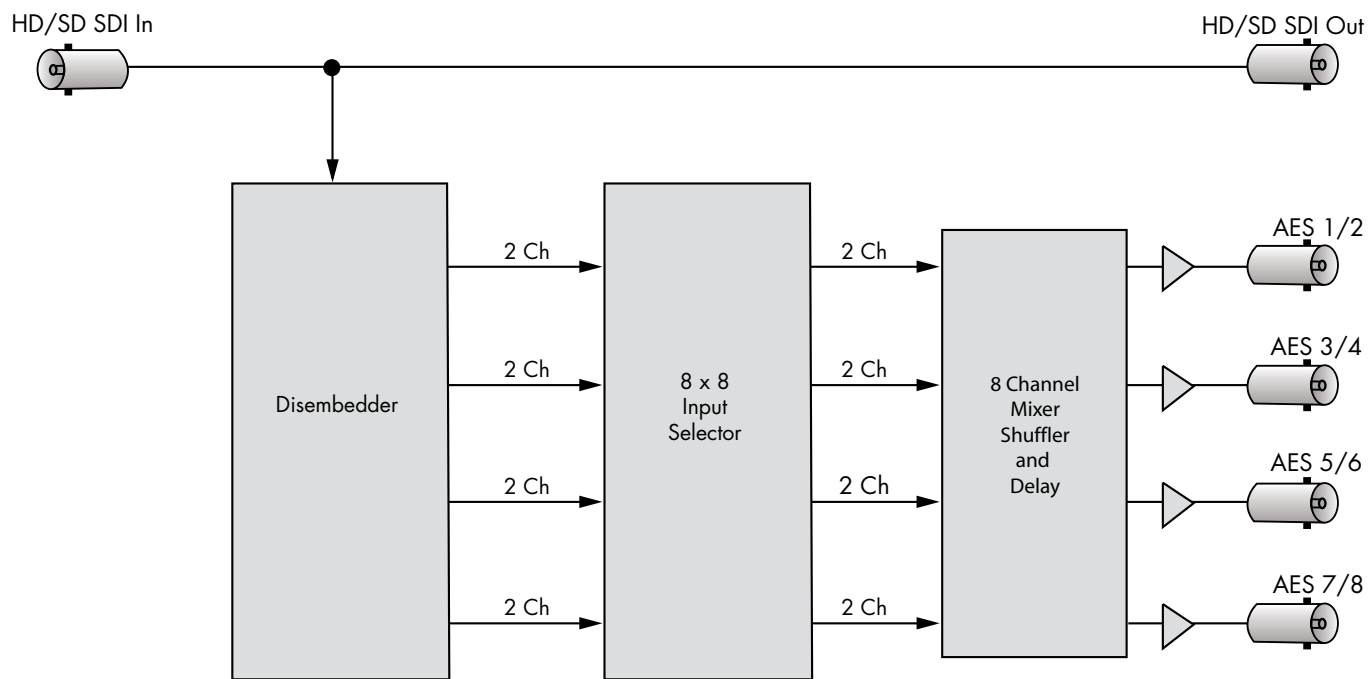 HD/SD SDI In
HD/SD SDI Out
2 Ch
2 Ch
AES 1/2
2 Ch
2 Ch
AES 3/4
Disembedder
8 x 8
Input
Selector
8 Channel
Mixer
Shuffler
and
Delay
2 Ch
2 Ch
AES 5/6
2 Ch
2 Ch
AES 7/8